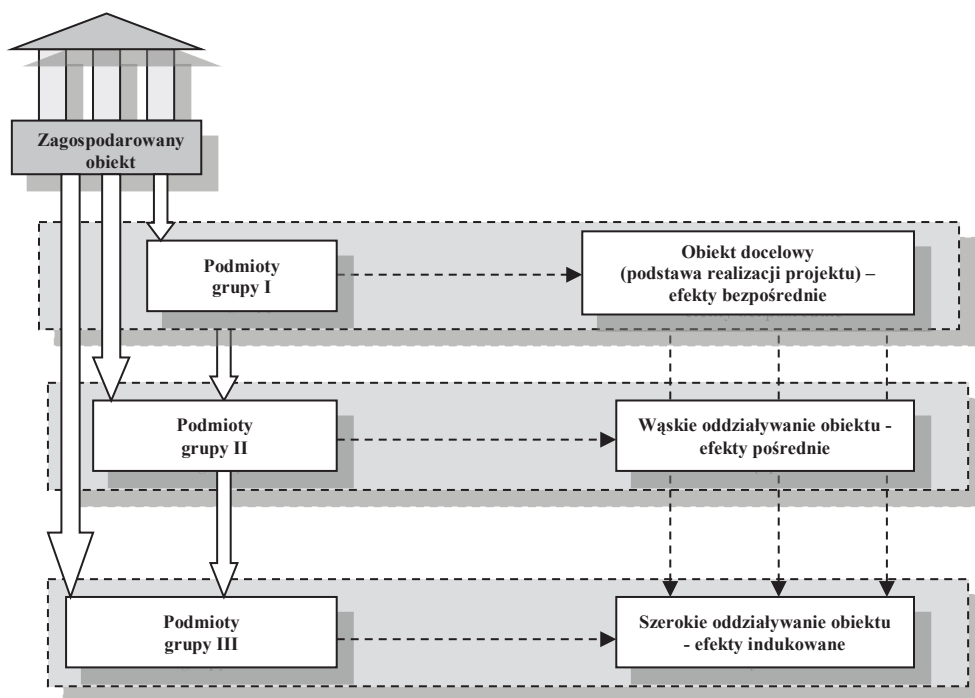 Zagospodarowany
obiekt
Podmioty
grupy I
Obiekt docelowy
(podstawa realizacji projektu) –
efekty bezpośrednie
Podmioty
grupy II
Wąskie oddziaływanie obiektu -
efekty pośrednie
Podmioty
grupy III
Szerokie oddziaływanie obiektu
- efekty indukowane